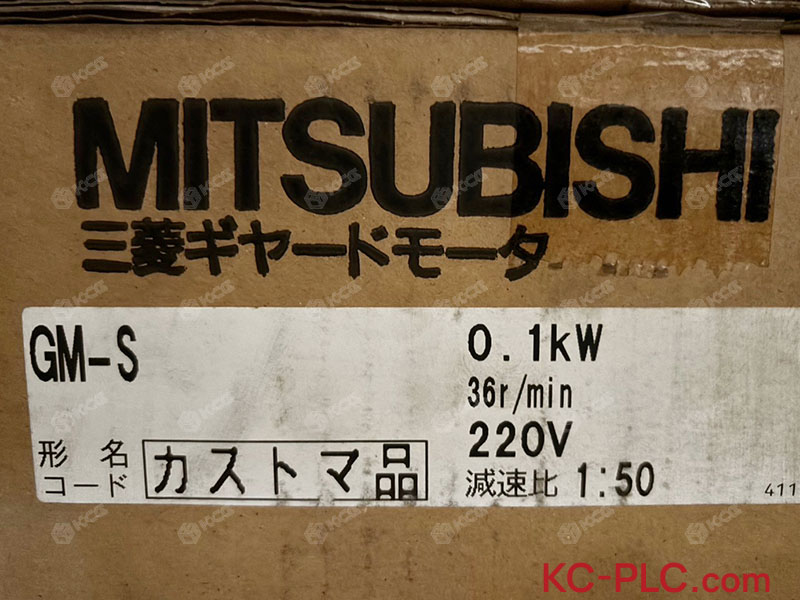 MITSUBISHI
三菱ギヤードモータ
GM-S
0.1kW
36r/min
220V
減速比 1:50
形名
コード
カストマ品
411
KC-PLC.com